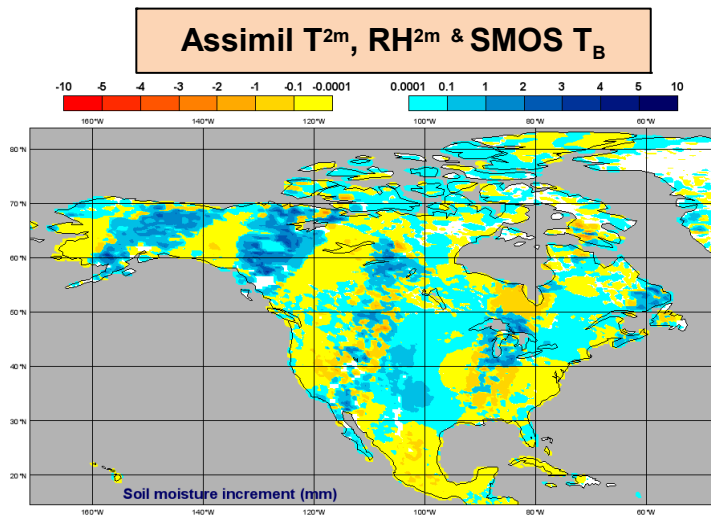 Assimil T2m, RH2m & SMOS TB
-10 -5 -4 -3 -2 -1 -0.1 -0.0001 0.0001 0.1 1 2 3 4 5 10
160°W 140°W 120°W 100°W 80°W 60°W
80°N
70°N
60°N
50°N
40°N
30°N
20°N
Soil moisture increment (mm)
160°W 140°W 120°W 100°W 80°W 60°W